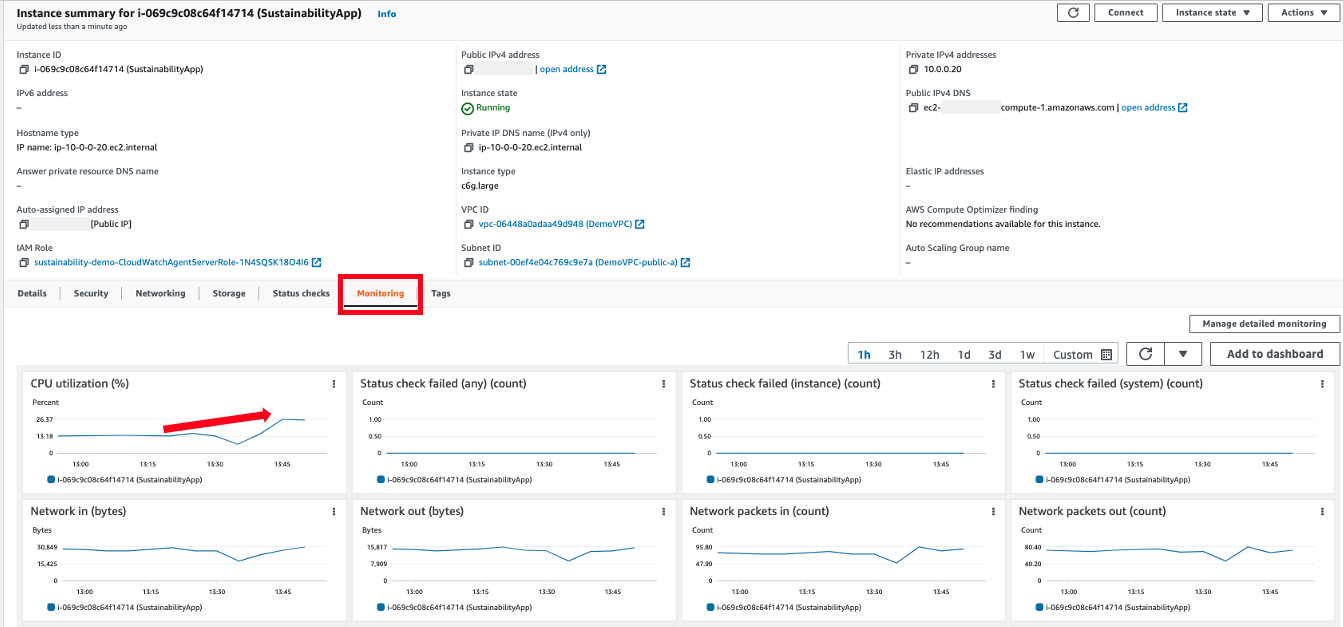 Instance summary for i-069c9c08c64f14714 (SustainabilityApp) Info
Updated less than a minute ago
Connect
Instance state
Actions
Instance ID
i-069c9c08c64f14714 (SustainabilityApp)
Public IPv4 address
| open address
Private IPv4 addresses
10.0.0.20
IPv6 address
–
Instance state
Running
Public IPv4 DNS
ec2- compute-1.amazonaws.com | open address
Hostname type
IP name: ip-10-0-0-20.ec2.internal
Private IP DNS name (IPv4 only)
ip-10-0-0-20.ec2.internal
Answer private resource DNS name
–
Instance type
c6g.large
Elastic IP addresses
–
Auto-assigned IP address
[Public IP]
VPC ID
vpc-06448a0adaa49d948 (DemoVPC)
AWS Compute Optimizer finding
No recommendations available for this instance.
IAM Role
sustainability-demo-CloudWatchAgentServerRole-1N4SQSK18O4I6
Subnet ID
subnet-00ef4e04c769c9e7a (DemoVPC-public-a)
Auto Scaling Group name
–
Details Security Networking Storage Status checks Monitoring Tags
Manage detailed monitoring
1h 3h 12h 1d 3d 1w Custom
Add to dashboard
CPU utilization (%)
Percent
26.37
13.18
0
13:00 13:15 13:30 13:45
i-069c9c08c64f14714 (SustainabilityApp)
Status check failed (any) (count)
Count
1.00
0.50
0
13:00 13:15 13:30 13:45
i-069c9c08c64f14714 (SustainabilityApp)
Status check failed (instance) (count)
Count
1.00
0.50
0
13:00 13:15 13:30 13:45
i-069c9c08c64f14714 (SustainabilityApp)
Status check failed (system) (count)
Count
1.00
0.50
0
13:00 13:15 13:30 13:45
i-069c9c08c64f14714 (SustainabilityApp)
Network in (bytes)
Bytes
30,849
15,425
0
13:00 13:15 13:30 13:45
i-069c9c08c64f14714 (SustainabilityApp)
Network out (bytes)
Bytes
15,817
7,909
0
13:00 13:15 13:30 13:45
i-069c9c08c64f14714 (SustainabilityApp)
Network packets in (count)
Count
95.80
47.90
0
13:00 13:15 13:30 13:45
i-069c9c08c64f14714 (SustainabilityApp)
Network packets out (count)
Count
80.40
40.20
0
13:00 13:15 13:30 13:45
i-069c9c08c64f14714 (SustainabilityApp)